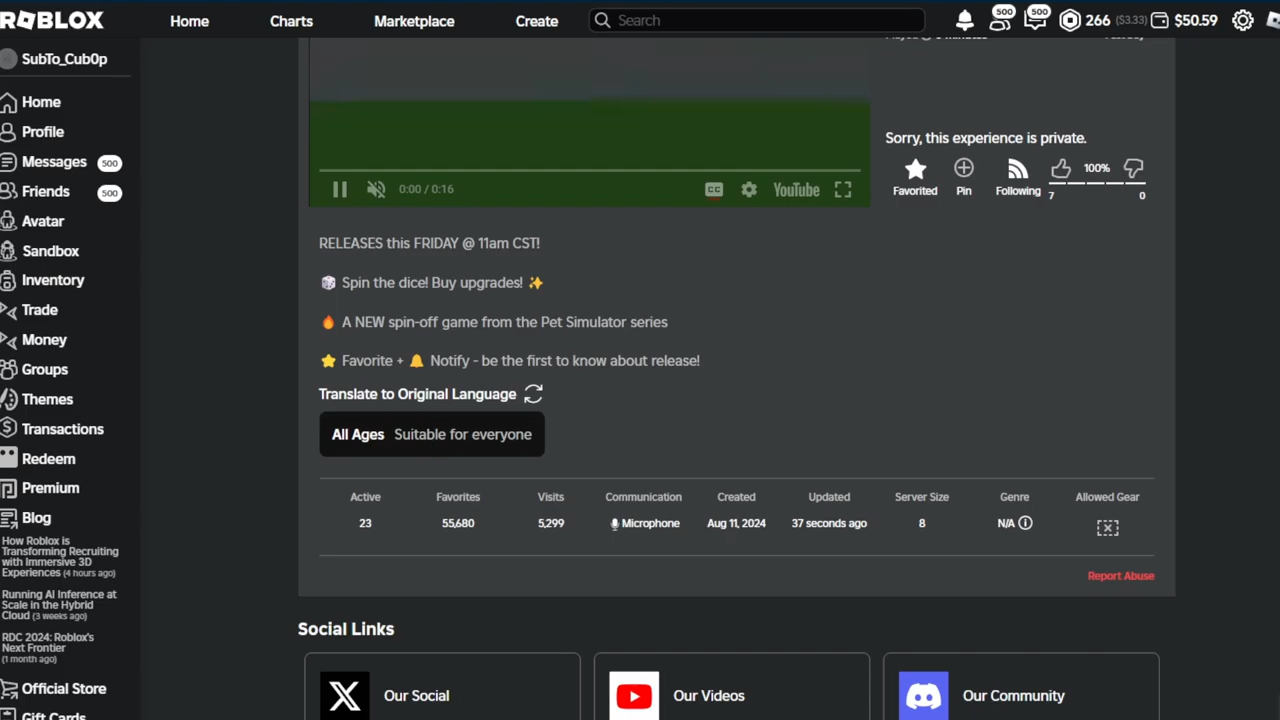 ROBLOX
Home
Charts
Marketplace
Create
Search
500
500
266
($3.33)
$50.59
SubTo_Cub0p
Home
Profile
Messages 500
Friends 500
Avatar
Sandbox
Inventory
Trade
Money
Groups
Themes
Transactions
Redeem
Premium
Blog
How Roblox is
Transforming Recruiting
with Immersive 3D
Experiences (4 hours ago)
Running AI Inference at
Scale in the Hybrid
Cloud (3 weeks ago)
RDC 2024: Roblox's
Next Frontier
(1 month ago)
Official Store
Gift Cards
0:00 / 0:16
CC
YouTube
Sorry, this experience is private.
100%
Favorited
Pin
Following
7
0
RELEASES this FRIDAY @ 11am CST!
🎲 Spin the dice! Buy upgrades! ✨
🔥 A NEW spin-off game from the Pet Simulator series
⭐ Favorite + 🔔 Notify - be the first to know about release!
Translate to Original Language
All Ages Suitable for everyone
Active Favorites Visits Communication Created Updated Server Size Genre Allowed Gear
23 55,680 5,299 Microphone Aug 11, 2024 37 seconds ago 8 N/A
Report Abuse
Social Links
Our Social
Our Videos
Our Community